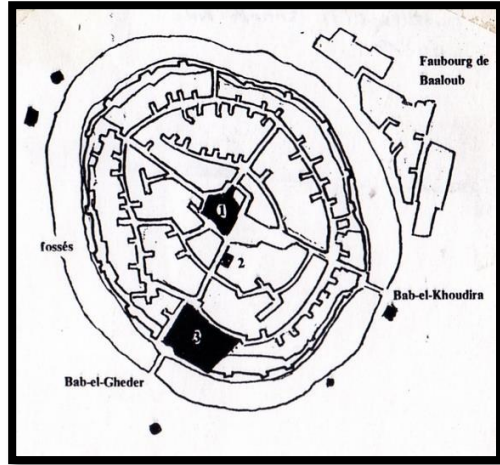 Faubourg de
Baaloub
1
2
fossés
Bab-el-Khoudira
3
Bab-el-Gheder